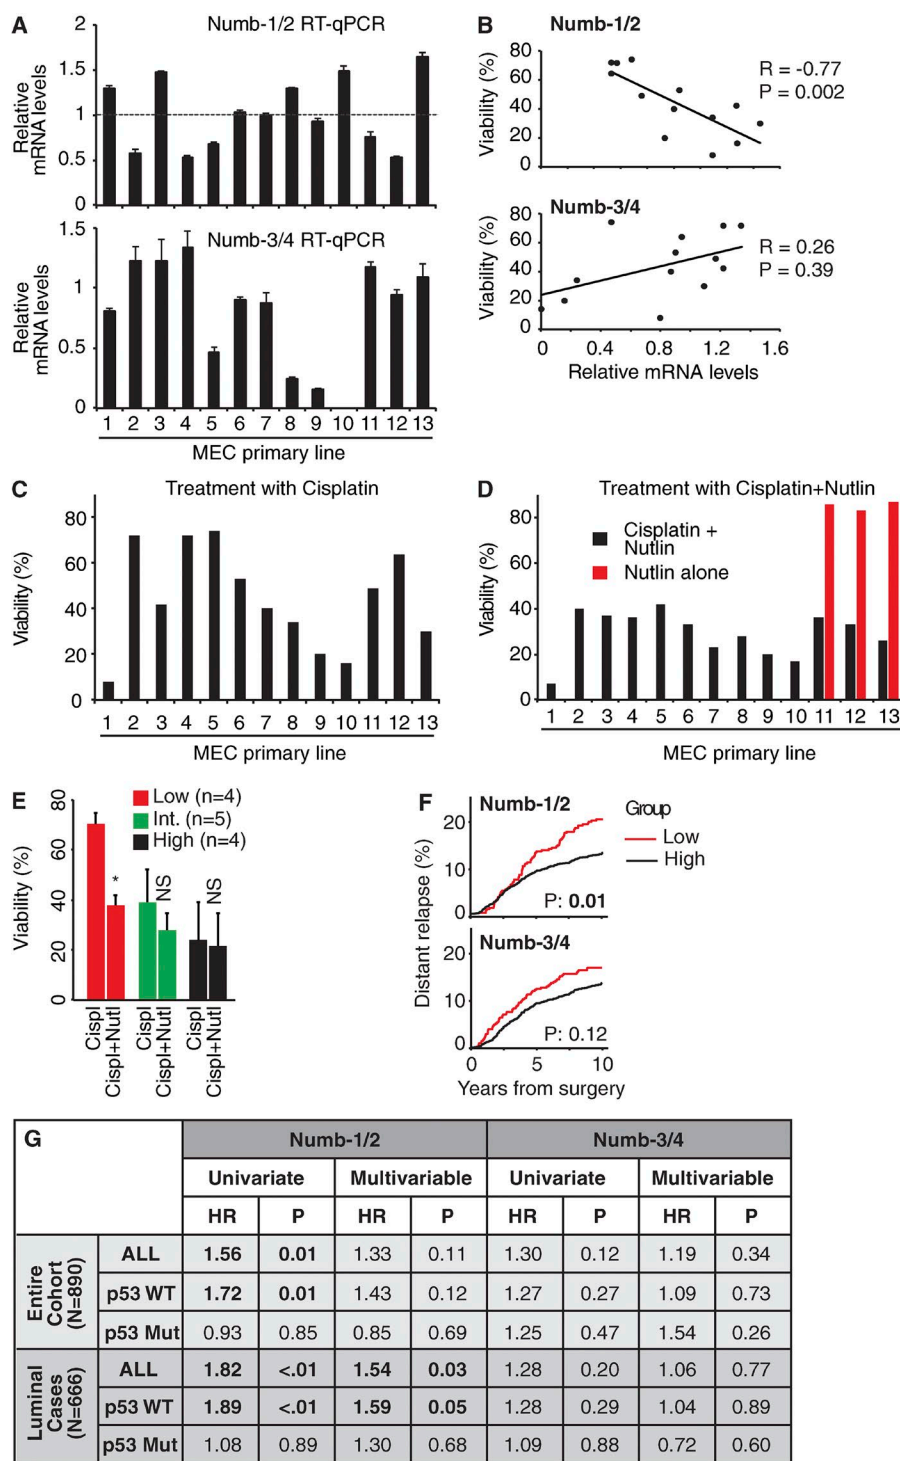 A
Numb-1/2 RT-qPCR
Relative
mRNA levels
2
1.5
1
0.5
0
Numb-3/4 RT-qPCR
Relative
mRNA levels
1.5
1
0.5
0
1 2 3 4 5 6 7 8 9 10 11 12 13
MEC primary line
B
Numb-1/2
Viability (%)
80
60
40
20
0
R = -0.77
P = 0.002
Numb-3/4
Viability (%)
80
60
40
20
0
R = 0.26
P = 0.39
0 0.4 0.8 1.2 1.6
Relative mRNA levels
C
Treatment with Cisplatin
Viability (%)
80
60
40
20
0
1 2 3 4 5 6 7 8 9 10 11 12 13
MEC primary line
D
Treatment with Cisplatin+Nutlin
Viability (%)
80
60
40
20
0
Cisplatin +
Nutlin
Nutlin alone
1 2 3 4 5 6 7 8 9 10 11 12 13
MEC primary line
E
Viability (%)
80
60
40
20
0
Low (n=4)
Int. (n=5)
High (n=4)
*
NS
NS
Cispl
Cispl+Nutl
Cispl
Cispl+Nutl
Cispl
Cispl+Nutl
F
Numb-1/2
Group
Low
High
Distant relapse (%)
20
10
0
P: 0.01
Numb-3/4
20
10
0
P: 0.12
0 5 10
Years from surgery
G
Numb-1/2 Numb-3/4
Univariate Multivariable Univariate Multivariable
HR P HR P HR P HR P
Entire
Cohort
(N=890)
ALL 1.56 0.01 1.33 0.11 1.30 0.12 1.19 0.34
p53 WT 1.72 0.01 1.43 0.12 1.27 0.27 1.09 0.73
p53 Mut 0.93 0.85 0.85 0.69 1.25 0.47 1.54 0.26
Luminal
Cases
(N=666)
ALL 1.82 <.01 1.54 0.03 1.28 0.20 1.06 0.77
p53 WT 1.89 <.01 1.59 0.05 1.28 0.29 1.04 0.89
p53 Mut 1.08 0.89 1.30 0.68 1.09 0.88 0.72 0.60